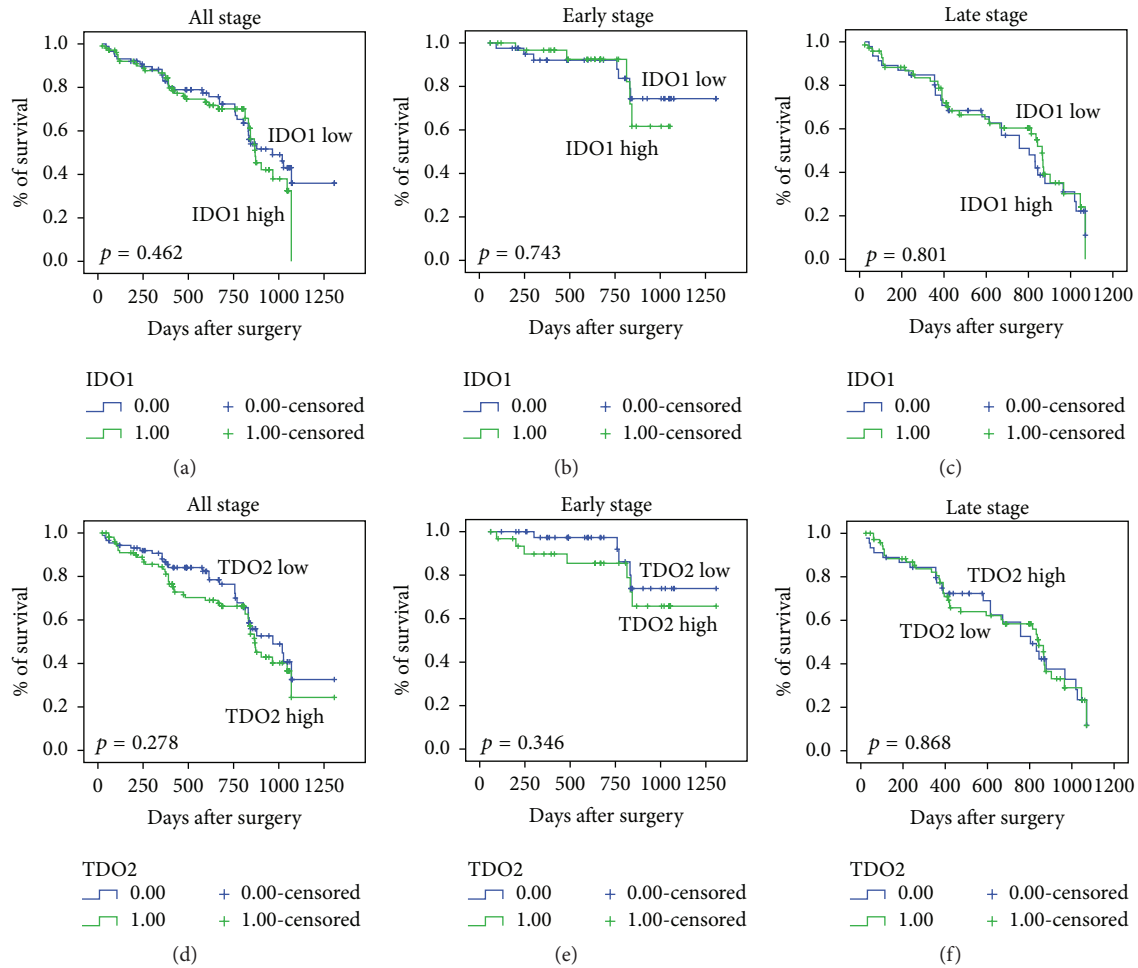 All stage
1.0
0.8
0.6
0.4
0.2
0.0
% of survival
IDO1 low
IDO1 high
p = 0.462
0 250 500 750 1000 1250
Days after surgery
IDO1
0.00 0.00-censored
1.00 1.00-censored
(a)
Early stage
1.0
0.8
0.6
0.4
0.2
0.0
% of survival
IDO1 low
IDO1 high
p = 0.743
0 250 500 750 1000 1250
Days after surgery
IDO1
0.00 0.00-censored
1.00 1.00-censored
(b)
Late stage
1.0
0.8
0.6
0.4
0.2
0.0
% of survival
IDO1 low
IDO1 high
p = 0.801
0 200 400 600 800 1000 1200
Days after surgery
IDO1
0.00 0.00-censored
1.00 1.00-censored
(c)
All stage
1.0
0.8
0.6
0.4
0.2
0.0
% of survival
TDO2 low
TDO2 high
p = 0.278
0 250 500 750 1000 1250
Days after surgery
TDO2
0.00 0.00-censored
1.00 1.00-censored
(d)
Early stage
1.0
0.8
0.6
0.4
0.2
0.0
% of survival
TDO2 low
TDO2 high
p = 0.346
0 250 500 750 1000 1250
Days after surgery
TDO2
0.00 0.00-censored
1.00 1.00-censored
(e)
Late stage
1.0
0.8
0.6
0.4
0.2
0.0
% of survival
TDO2 high
TDO2 low
p = 0.868
0 200 400 600 800 1000 1200
Days after surgery
TDO2
0.00 0.00-censored
1.00 1.00-censored
(f)